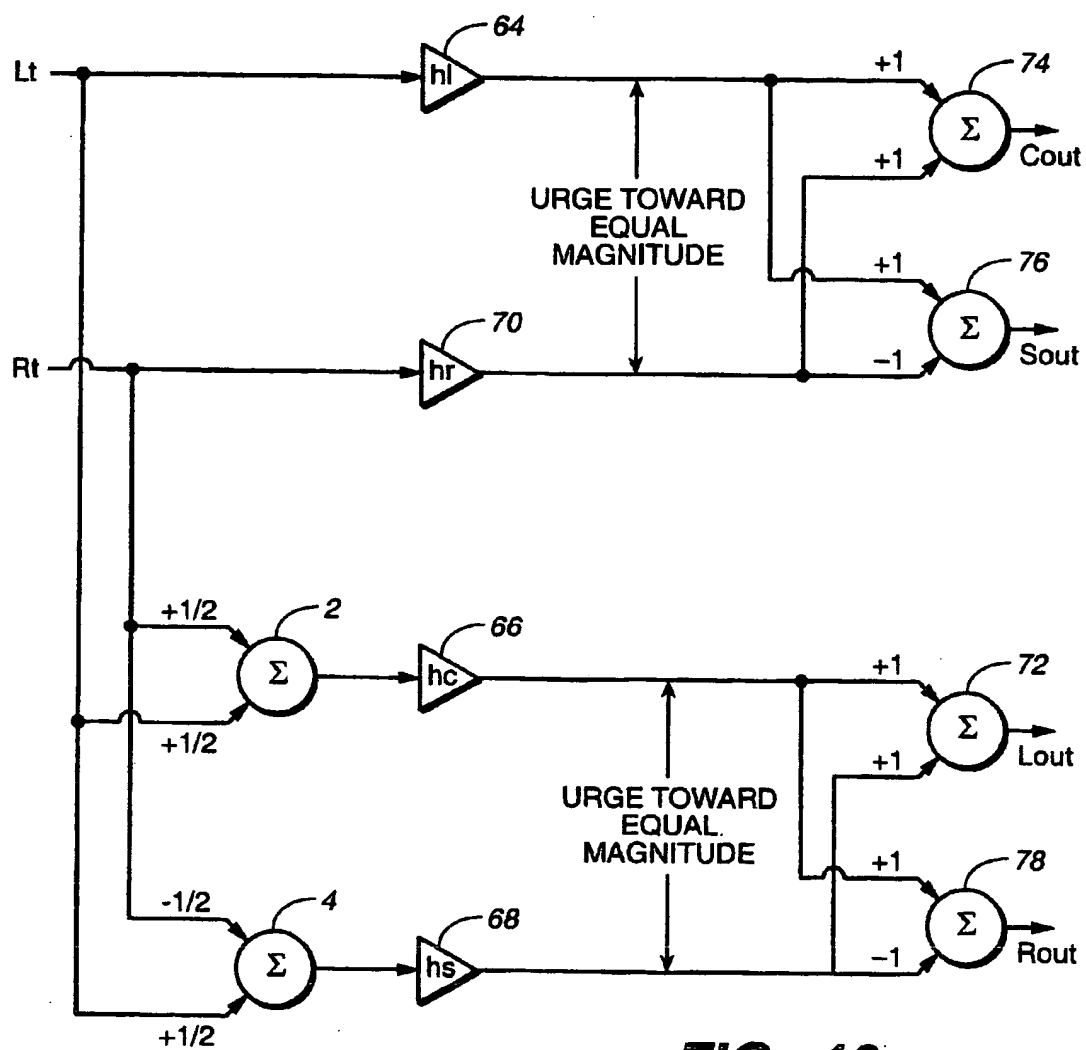 64
Lt
hl
+1
74
Σ
Cout
+1
URGE TOWARD
EQUAL
MAGNITUDE
+1
76
Σ
Sout
70
Rt
hr
−1
+1/2
2
Σ
+1/2
66
hc
+1
72
Σ
Lout
+1
URGE TOWARD
EQUAL.
MAGNITUDE
+1
78
Σ
Rout
-1/2
4
Σ
+1/2
68
hs
−1